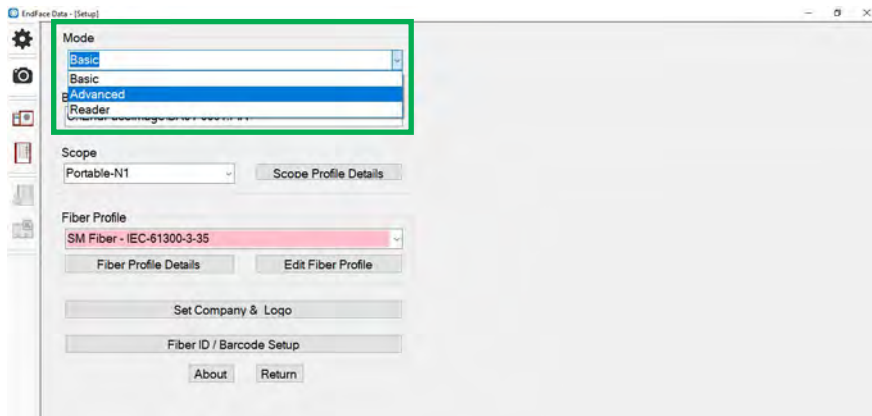 EndFace Data - [Setup]
Mode
Basic
Basic
Advanced
Reader
Scope
Portable-N1
Scope Profile Details
Fiber Profile
SM Fiber - IEC-61300-3-35
Fiber Profile Details
Edit Fiber Profile
Set Company & Logo
Fiber ID / Barcode Setup
About
Return